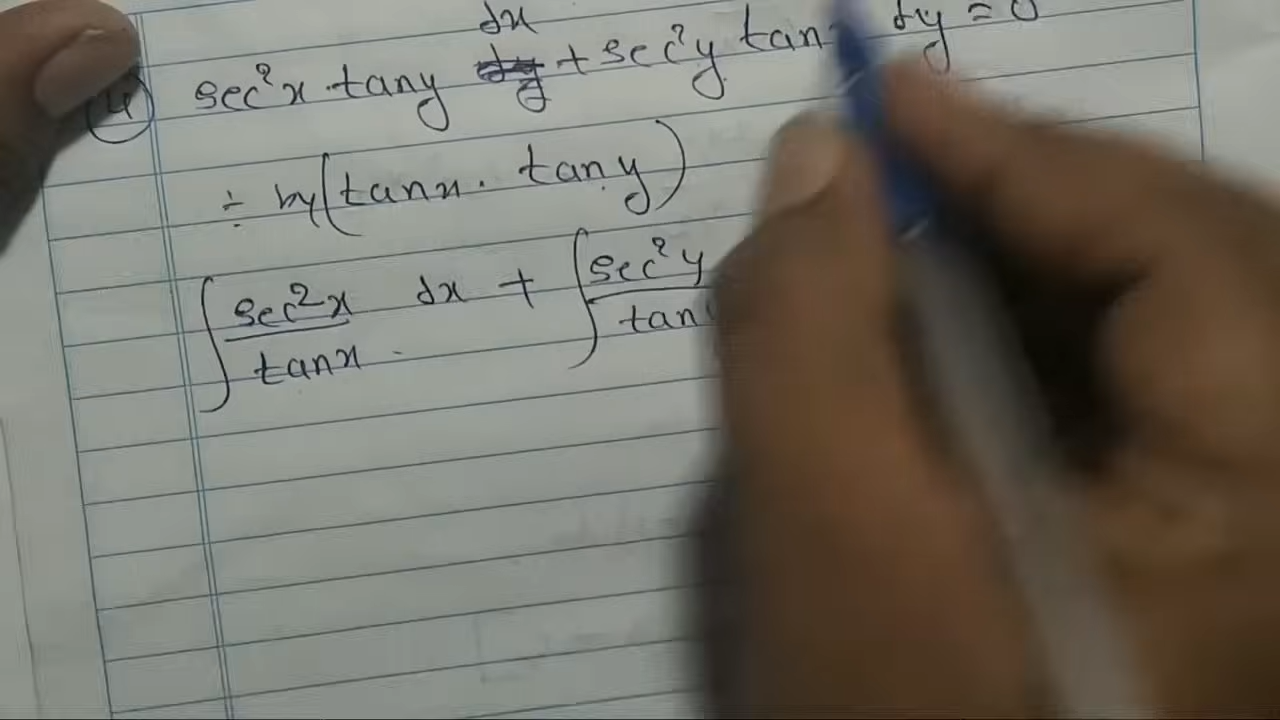 4 sec²x · tany dx + sec²y tan dy = 0
÷ by (tanx · tany)
∫ sec²x/tanx dx + ∫ sec²y/tan